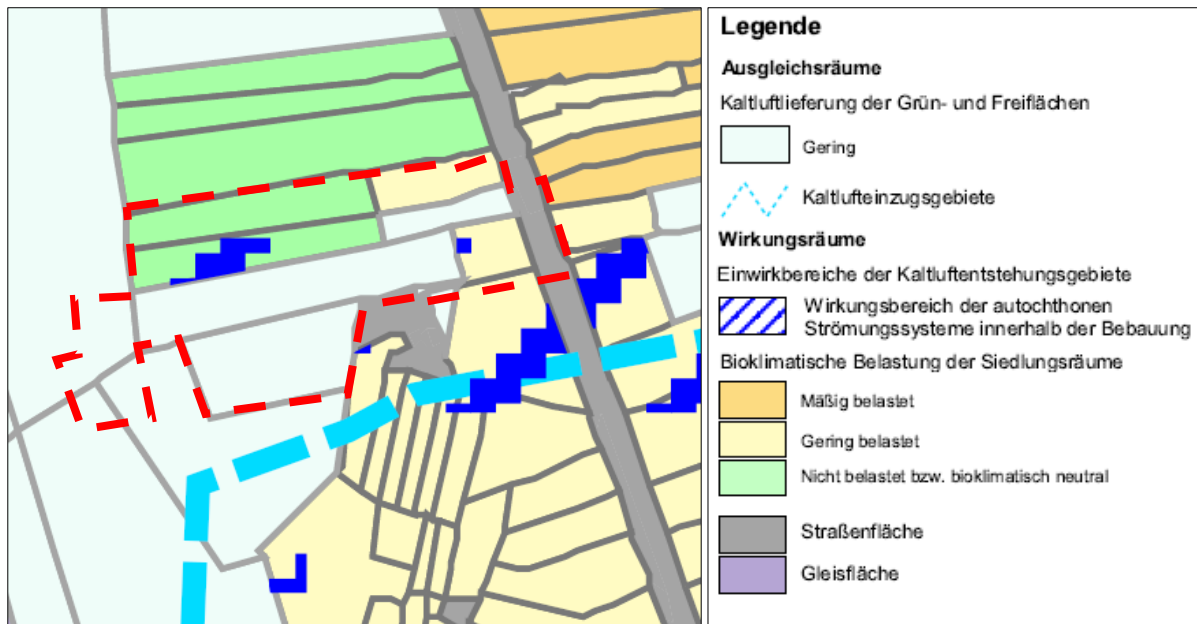 Legende
Ausgleichsräume
Kaltluftlieferung der Grün- und Freiflächen
Gering
Kaltlufteinzugsgebiete
Wirkungsräume
Einwirkbereiche der Kaltluftentstehungsgebiete
Wirkungsbereich der autochthonen
Strömungssysteme innerhalb der Bebauung
Bioklimatische Belastung der Siedlungsräume
Mäßig belastet
Gering belastet
Nicht belastet bzw. bioklimatisch neutral
Straßenfläche
Gleisfläche